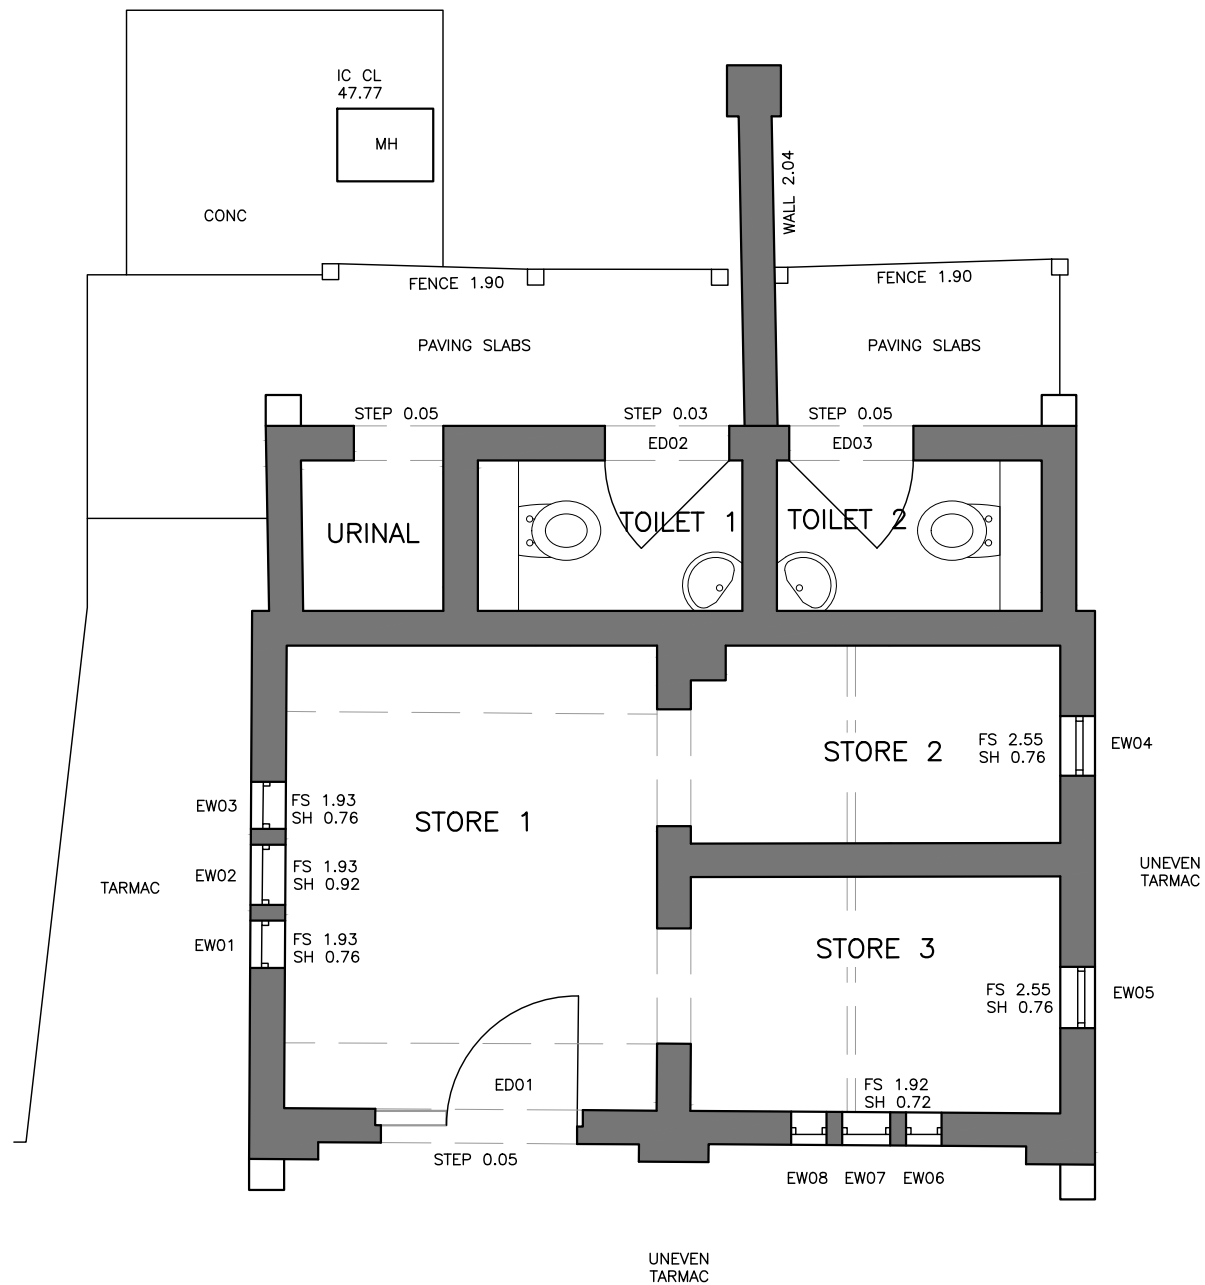 IC CL
47.77
MH
CONC
WALL 2.04
FENCE 1.90
FENCE 1.90
PAVING SLABS
PAVING SLABS
STEP 0.05
STEP 0.03
STEP 0.05
ED02
ED03
URINAL
TOILET 1
TOILET 2
STORE 2
FS 2.55
SH 0.76
EW04
EW03
FS 1.93
SH 0.76
STORE 1
EW02
FS 1.93
SH 0.92
TARMAC
UNEVEN
TARMAC
EW01
FS 1.93
SH 0.76
STORE 3
FS 2.55
SH 0.76
EW05
ED01
FS 1.92
SH 0.72
STEP 0.05
EW08
EW07
EW06
UNEVEN
TARMAC